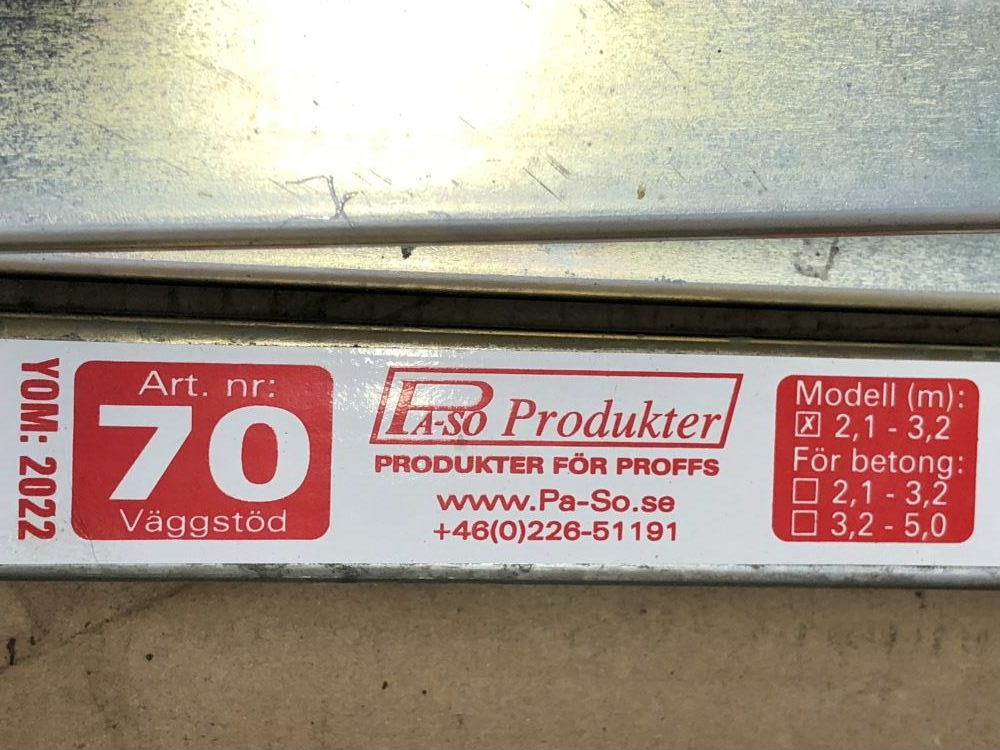 YOM: 2022
Art. nr:
70
Väggstöd
PA-SO Produkter
PRODUKTER FÖR PROFFS
www.Pa-So.se
+46(0)226-51191
Modell (m):
☒ 2,1 - 3,2
För betong:
☐ 2,1 - 3,2
☐ 3,2 - 5,0